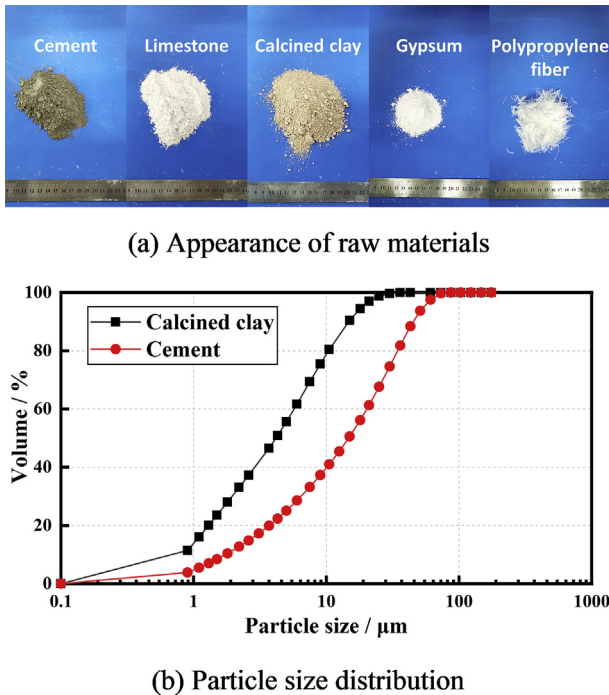 Cement
Limestone
Calcined clay
Gypsum
Polypropylene
fiber
(a) Appearance of raw materials
100
80
60
40
20
0
Volume / %
Calcined clay
Cement
0.1
1
10
100
1000
Particle size / μm
(b) Particle size distribution